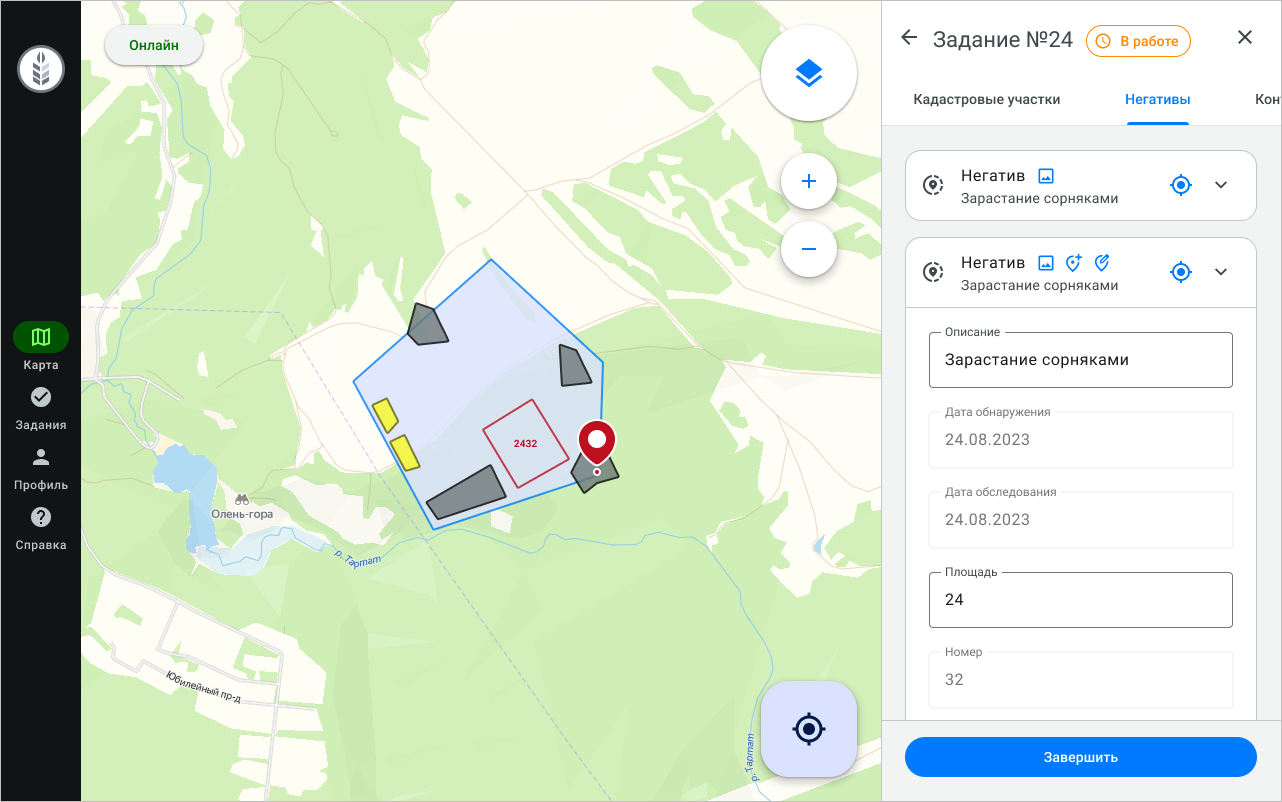 Онлайн
Карта
Задания
Профиль
Справка
2432
Олень-гора
р. Тартат
Юбилейный пр-д
р. Тартат
Задание №24
В работе
Кадастровые участки
Негативы
Кон
Негатив
Зарастание сорняками
Негатив
Зарастание сорняками
Описание
Зарастание сорняками
Дата обнаружения
24.08.2023
Дата обследования
24.08.2023
Площадь
24
Номер
32
Завершить